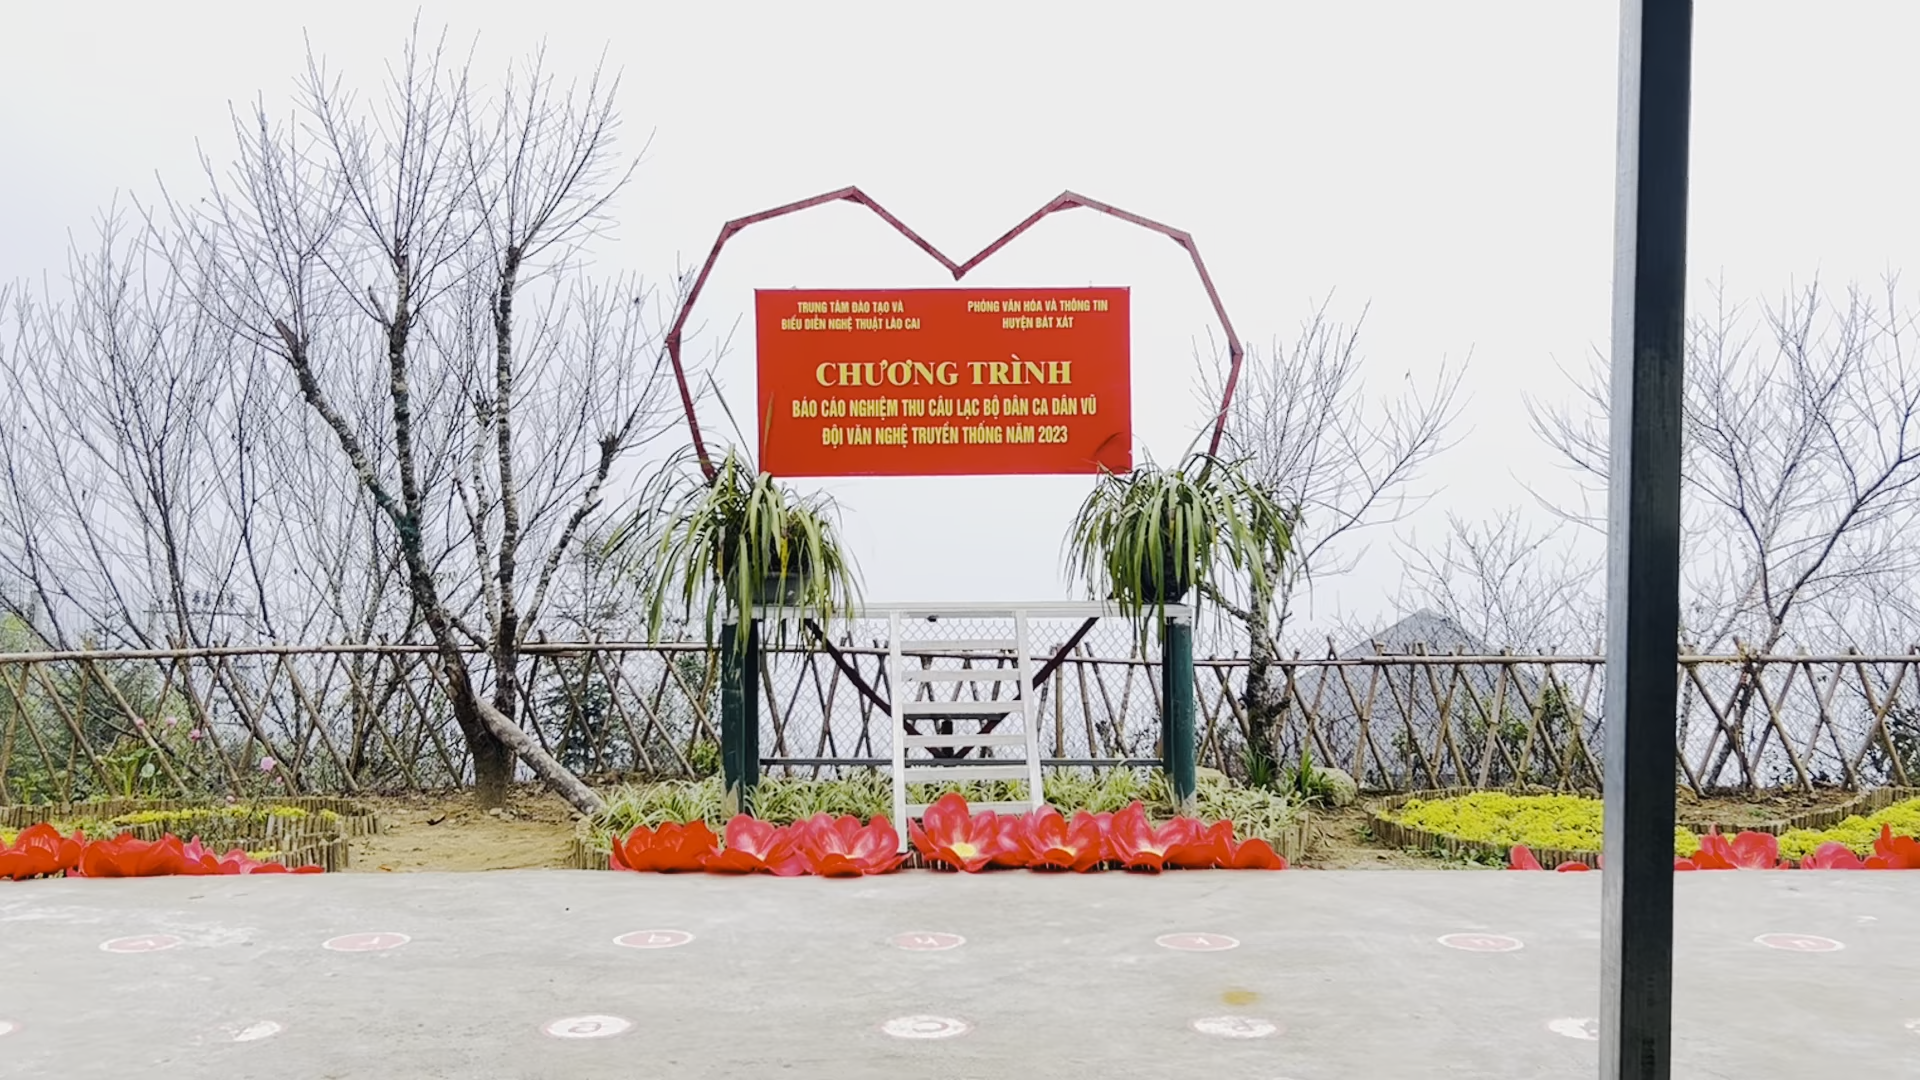 TRUNG TÂM ĐÀO TẠO VÀ
BIỂU DIỄN NGHỆ THUẬT LÀO CAI
PHÒNG VĂN HÓA VÀ THÔNG TIN
HUYỆN BÁT XÁT
CHƯƠNG TRÌNH
BÁO CÁO NGHIỆM THU CÂU LẠC BỘ DÂN CA DÂN VŨ
ĐỘI VĂN NGHỆ TRUYỀN THỐNG NĂM 2023